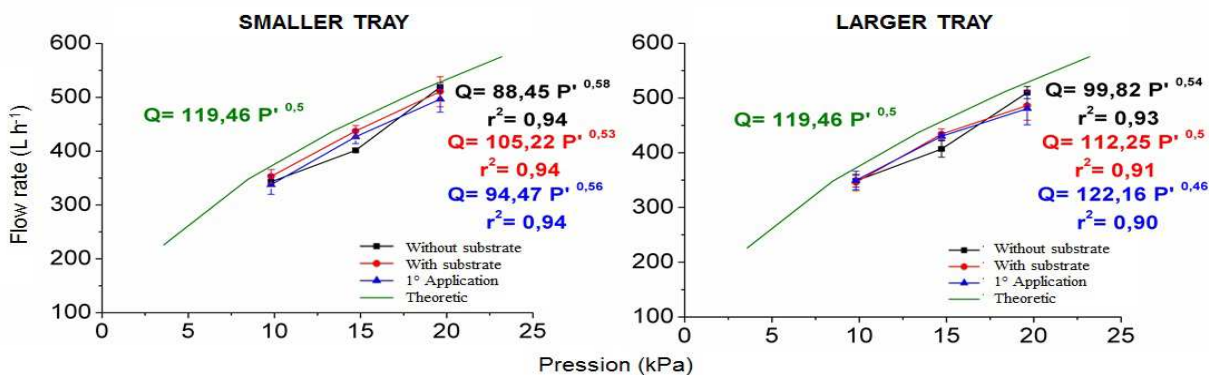 SMALLER TRAY
600
500
400
300
200
100
0
5
10
15
20
25
Flow rate (L h-1)
Q= 119,46 P' 0,5
Q= 88,45 P' 0,58
r2= 0,94
Q= 105,22 P' 0,53
r2= 0,94
Q= 94,47 P' 0,56
r2= 0,94
Without substrate
With substrate
1° Application
Theoretic
LARGER TRAY
600
500
400
300
200
100
0
5
10
15
20
25
Q= 119,46 P' 0,5
Q= 99,82 P' 0,54
r2= 0,93
Q= 112,25 P' 0,5
r2= 0,91
Q= 122,16 P' 0,46
r2= 0,90
Without substrate
With substrate
1° Application
Theoretic
Pression (kPa)